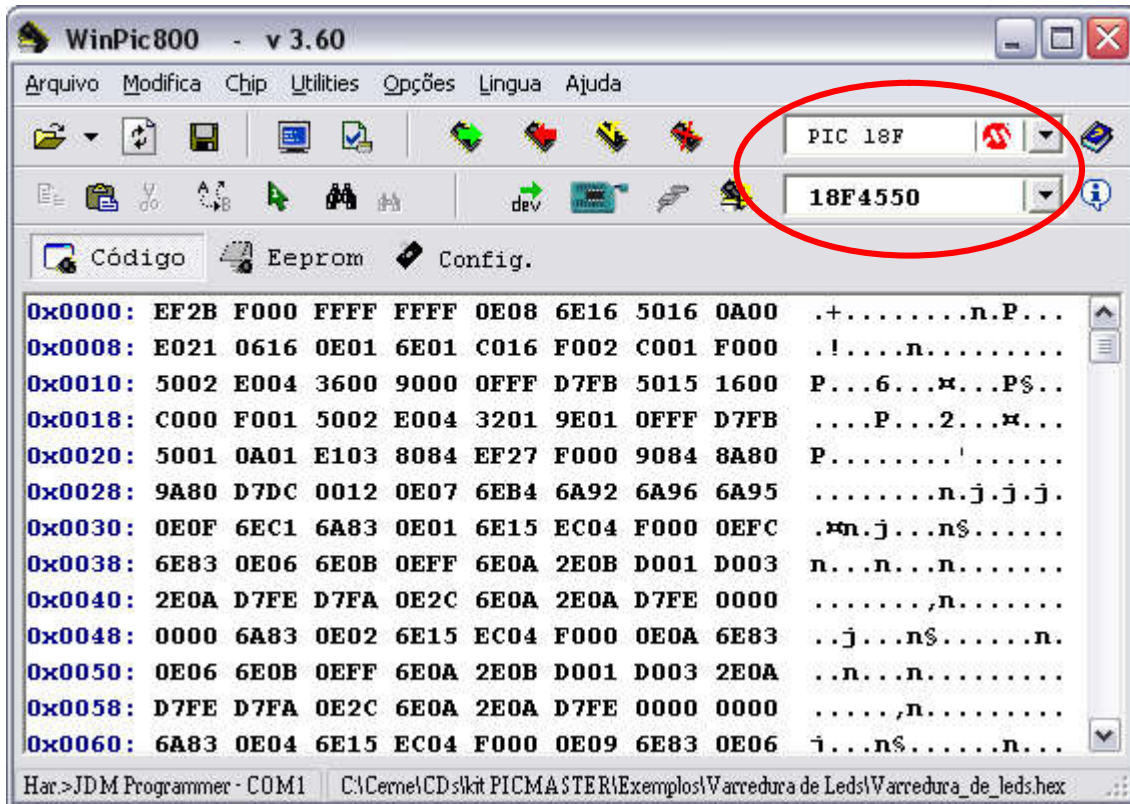 WinPic800 - v 3.60
Arquivo Modifica Chip Utilities Opções Lingua Ajuda
PIC 18F
dev 18F4550
Código Eeprom Config.
0x0000: EF2B F000 FFFF FFFF 0E08 6E16 5016 0A00 .+........n.P...
0x0008: E021 0616 0E01 6E01 C016 F002 C001 F000 .!....n.........
0x0010: 5002 E004 3600 9000 0FFF D7FB 5015 1600 P...6...¤...P§..
0x0018: C000 F001 5002 E004 3201 9E01 0FFF D7FB ....P...2...¤...
0x0020: 5001 0A01 E103 8084 EF27 F000 9084 8A80 P........'......
0x0028: 9A80 D7DC 0012 0E07 6EB4 6A92 6A96 6A95 .........n.j.j.j.
0x0030: 0E0F 6EC1 6A83 0E01 6E15 EC04 F000 0EFC .¤n.j...n§......
0x0038: 6E83 0E06 6E0B 0EFF 6E0A 2E0B D001 D003 n...n...n.......
0x0040: 2E0A D7FE D7FA 0E2C 6E0A 2E0A D7FE 0000 .......,n.......
0x0048: 0000 6A83 0E02 6E15 EC04 F000 0E0A 6E83 ..j...n§......n.
0x0050: 0E06 6E0B 0EFF 6E0A 2E0B D001 D003 2E0A ..n...n.........
0x0058: D7FE D7FA 0E2C 6E0A 2E0A D7FE 0000 0000 .....,n.........
0x0060: 6A83 0E04 6E15 EC04 F000 0E09 6E83 0E06 j...n§......n...
Har.>JDM Programmer - COM1 C:\Cerne\CDs\kit PICMASTER\Exemplos\Varredura de Leds\Varredura_de_leds.hex